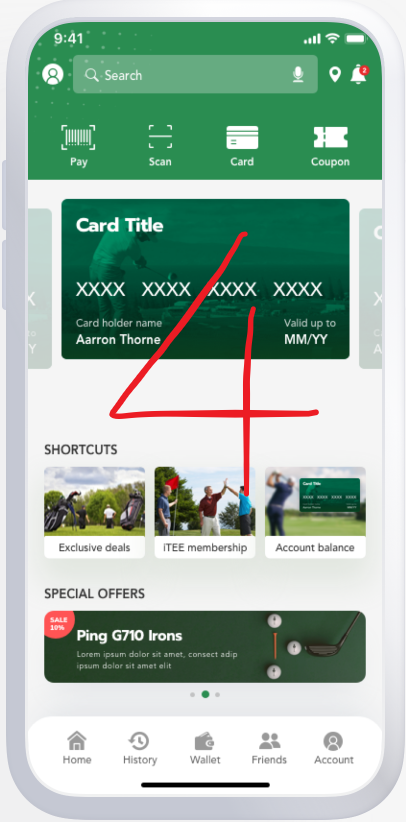 9:41
Search
2
Pay
Scan
Card
Coupon
Card Title
XXXX XXXX XXXX XXXX
Card holder name
Valid up to
Aarron Thorne
MM/YY
4
SHORTCUTS
Exclusive deals
iTEE membership
Account balance
SPECIAL OFFERS
SALE
10%
Ping G710 Irons
Lorem ipsum dolor sit amet, consect adip
ipsum dolor sit amet elit
Home
History
Wallet
Friends
Account